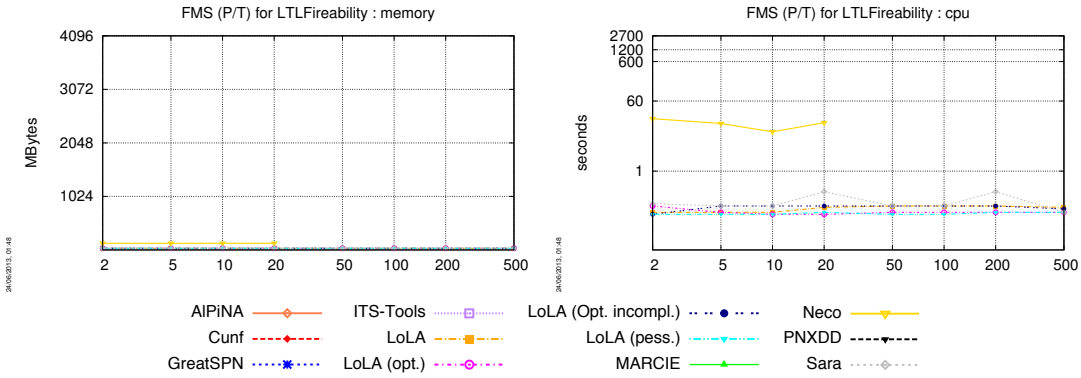 FMS (P/T) for LTLFireability : memory
4096
3072
2048
1024
MBytes
2 5 10 20 50 100 200 500
24/06/2013, 01:48
FMS (P/T) for LTLFireability : cpu
2700
1200
600
60
1
seconds
2 5 10 20 50 100 200 500
24/06/2013, 01:48
AlPiNA
Cunf
GreatSPN
ITS-Tools
LoLA
LoLA (opt.)
LoLA (Opt. incompl.)
LoLA (pess.)
MARCIE
Neco
PNXDD
Sara